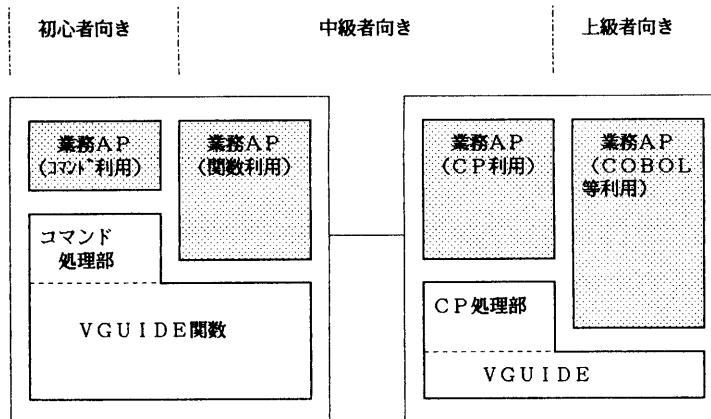 初心者向き
中級者向き
上級者向き
業務AP
(コマンド利用)
業務AP
(関数利用)
コマンド
処理部
VGUIDE関数
業務AP
(CP利用)
業務AP
(COBOL
等利用)
CP処理部
VGUIDE